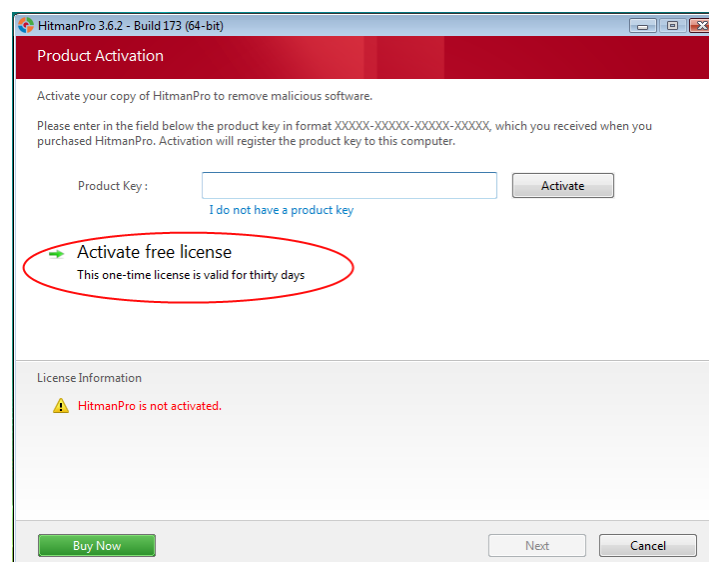 HitmanPro 3.6.2 - Build 173 (64-bit)
Product Activation
Activate your copy of HitmanPro to remove malicious software.
Please enter in the field below the product key in format XXXXX-XXXXX-XXXXX-XXXXX, which you received when you
purchased HitmanPro. Activation will register the product key to this computer.
Product Key :
Activate
I do not have a product key
Activate free license
This one-time license is valid for thirty days
License Information
HitmanPro is not activated.
Buy Now
Next
Cancel